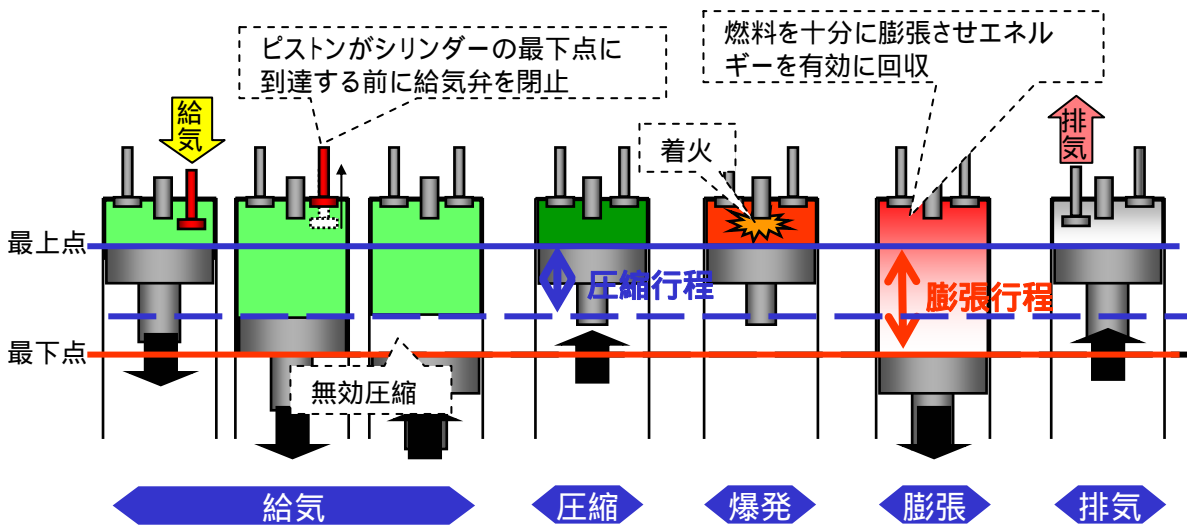 ピストンがシリンダーの最下点に
到達する前に給気弁を閉止
燃料を十分に膨張させエネル
ギーを有効に回収
給気
着火
排気
最上点
圧縮行程
膨張行程
最下点
無効圧縮
給気
圧縮
爆発
膨張
排気